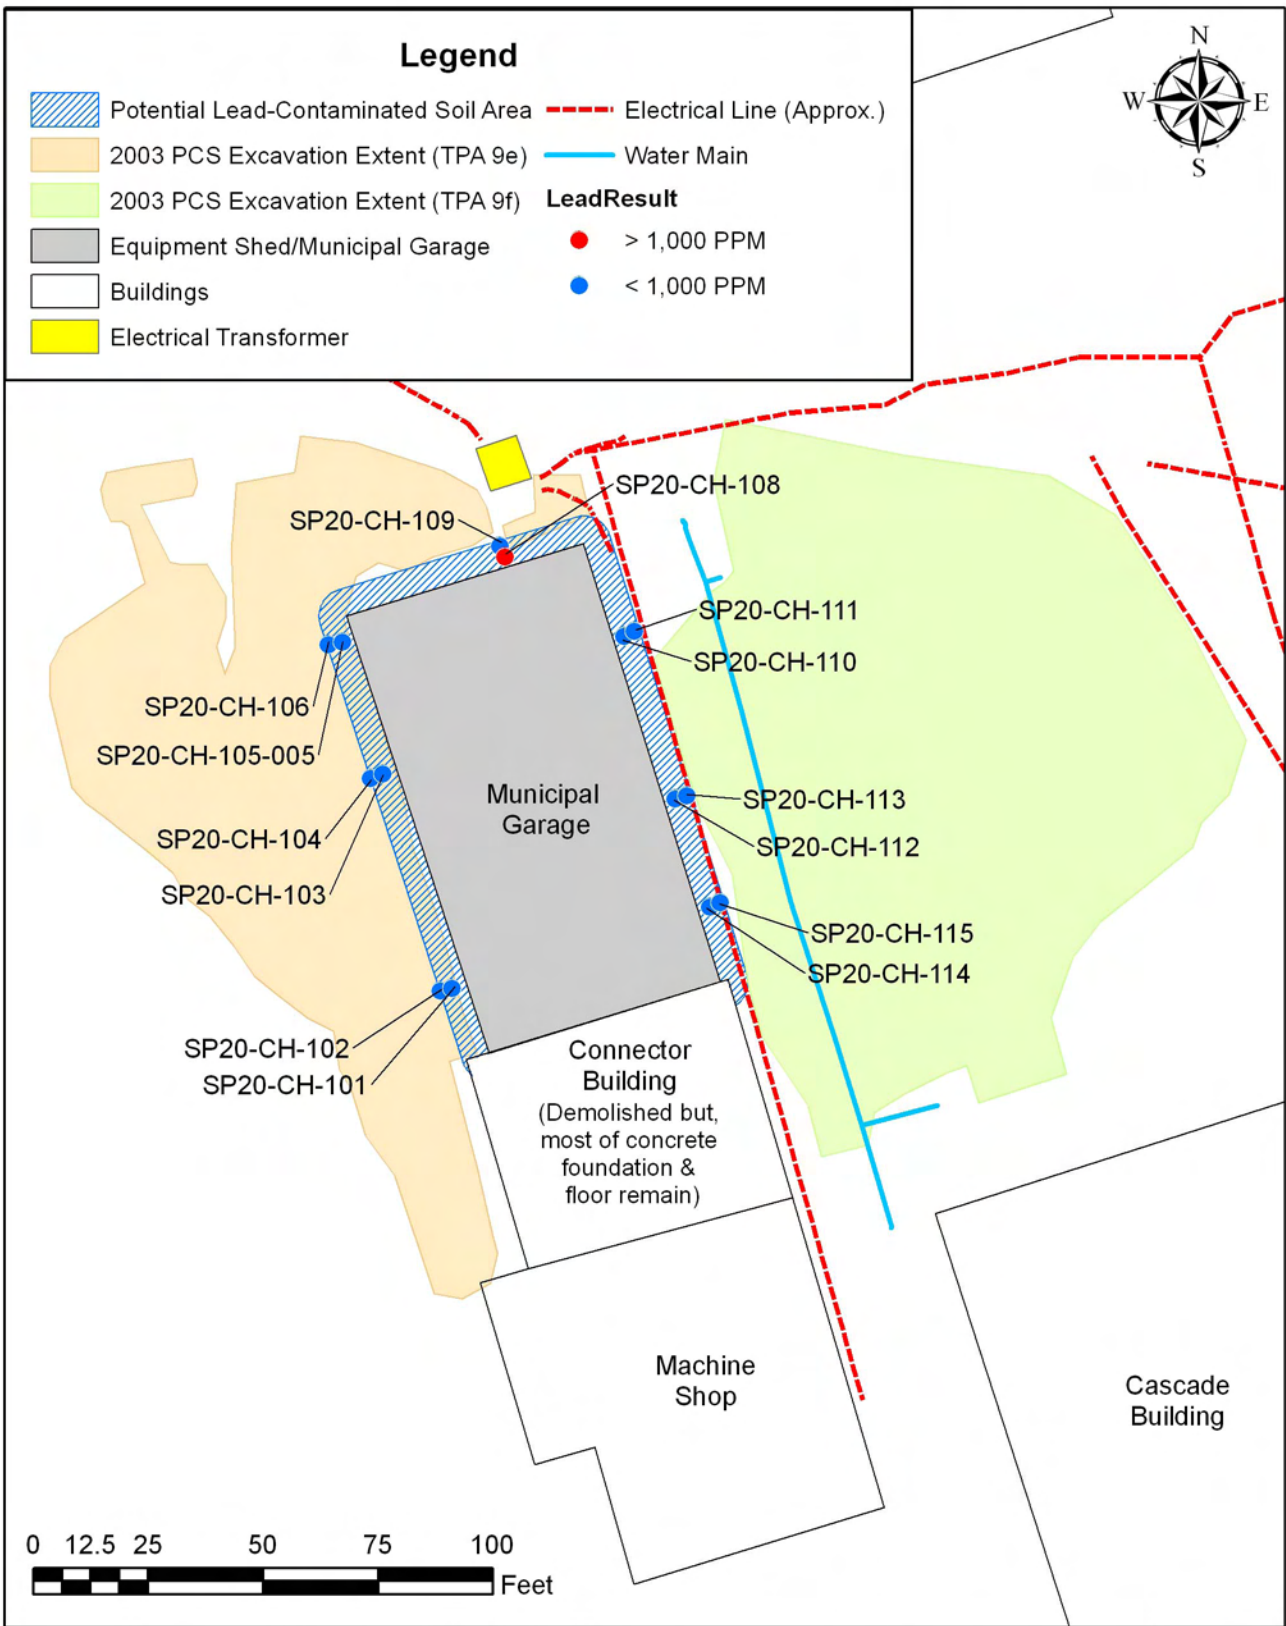 Legend
Potential Lead-Contaminated Soil Area
2003 PCS Excavation Extent (TPA 9e)
2003 PCS Excavation Extent (TPA 9f)
Equipment Shed/Municipal Garage
Buildings
Electrical Transformer
Electrical Line (Approx.)
Water Main
LeadResult
> 1,000 PPM
< 1,000 PPM
N
W
E
S
SP20-CH-108
SP20-CH-109
SP20-CH-111
SP20-CH-110
SP20-CH-106
SP20-CH-105-005
SP20-CH-104
SP20-CH-103
Municipal
Garage
SP20-CH-113
SP20-CH-112
SP20-CH-115
SP20-CH-114
SP20-CH-102
SP20-CH-101
Connector
Building
(Demolished but,
most of concrete
foundation &
floor remain)
Machine
Shop
Cascade
Building
0 12.5 25 50 75 100
Feet